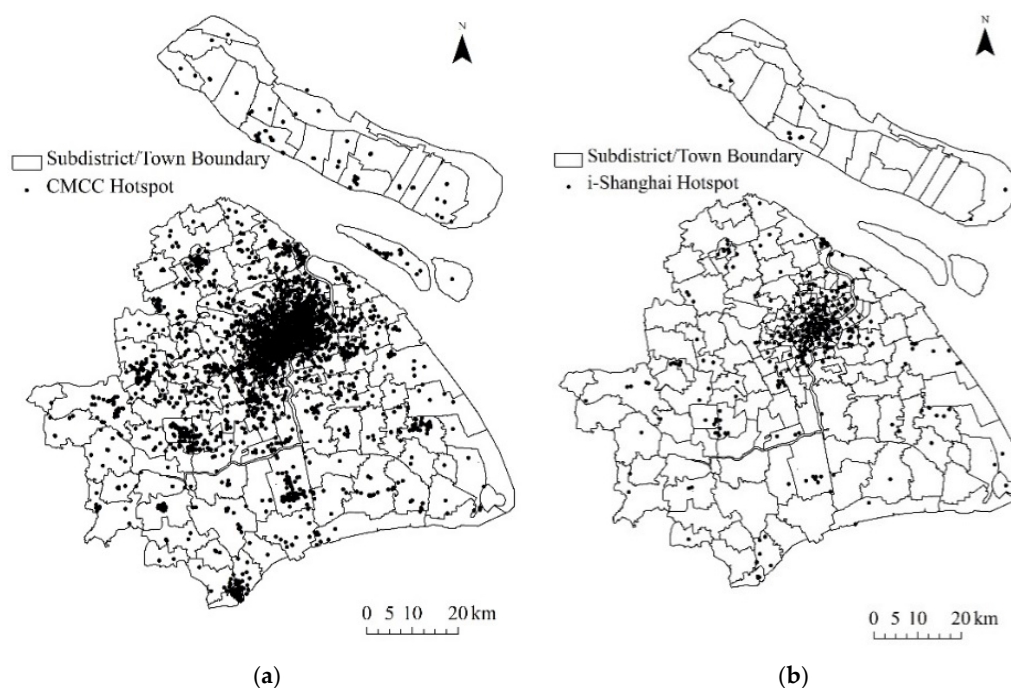 N
Subdistrict/Town Boundary
CMCC Hotspot
0 5 10 20 km
(a)
N
Subdistrict/Town Boundary
i-Shanghai Hotspot
0 5 10 20 km
(b)